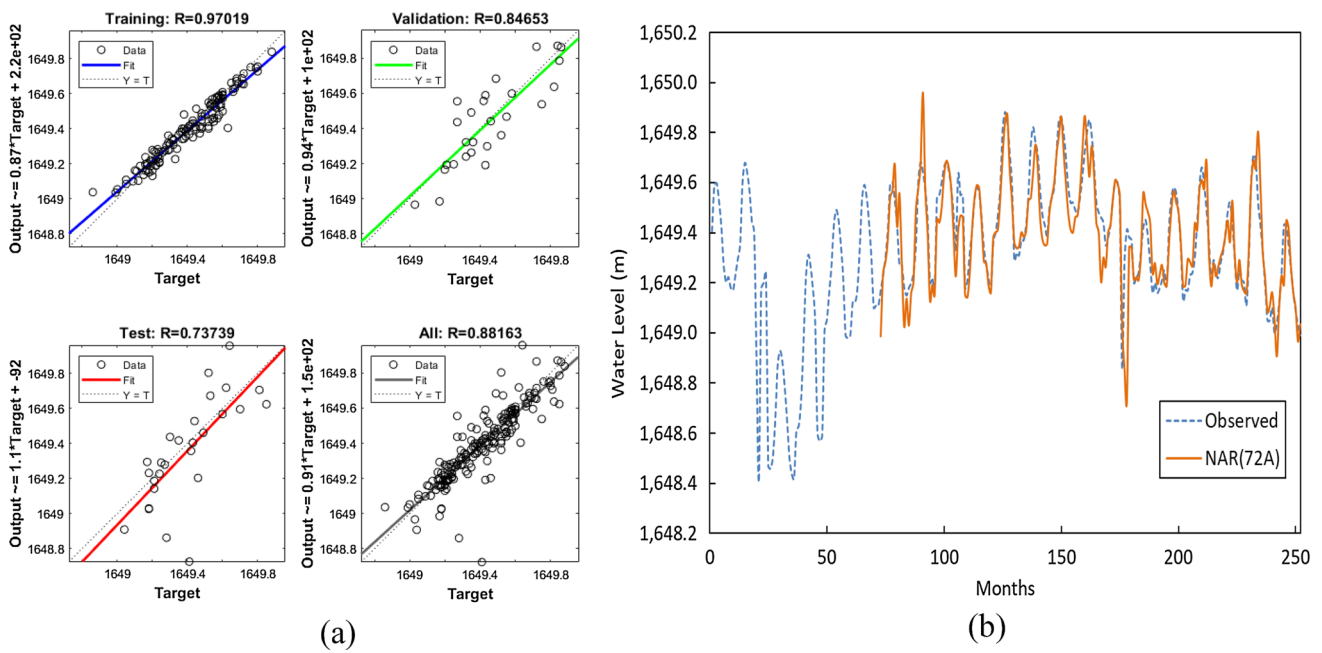 Training: R=0.97019
Output ~= 0.87*Target + 2.2e+02
1649.8
1649.6
1649.4
1649.2
1649
1648.8
Data
Fit
Y = T
1649
1649.4
1649.8
Target
Validation: R=0.84653
Output ~= 0.94*Target + 1e+02
1649.8
1649.6
1649.4
1649.2
1649
1648.8
Data
Fit
Y = T
1649
1649.4
1649.8
Target
Test: R=0.73739
Output ~= 1.1*Target + -92
1649.8
1649.6
1649.4
1649.2
1649
1648.8
Data
Fit
Y = T
1649
1649.4
1649.8
Target
All: R=0.88163
Output ~= 0.91*Target + 1.5e+02
1649.8
1649.6
1649.4
1649.2
1649
1648.8
Data
Fit
Y = T
1649
1649.4
1649.8
Target
(a)
Water Level (m)
1,650.2
1,650.0
1,649.8
1,649.6
1,649.4
1,649.2
1,649.0
1,648.8
1,648.6
1,648.4
1,648.2
Observed
NAR(72A)
0
50
100
150
200
250
Months
(b)